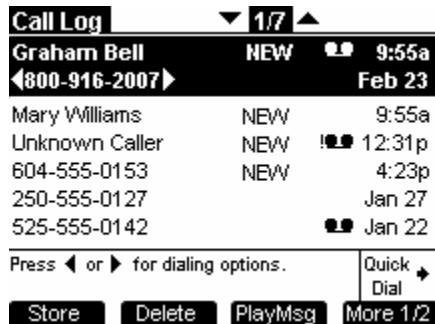 Call Log ▼ 1/7 ▲
Graham Bell NEW 9:55a
◀800-916-2007▶ Feb 23
Mary Williams NEW 9:55a
Unknown Caller NEW ! 12:31p
604-555-0153 NEW 4:23p
250-555-0127 Jan 27
525-555-0142 Jan 22
Press ◀ or ▶ for dialing options.
Quick
Dial
Store Delete PlayMsg More 1/2